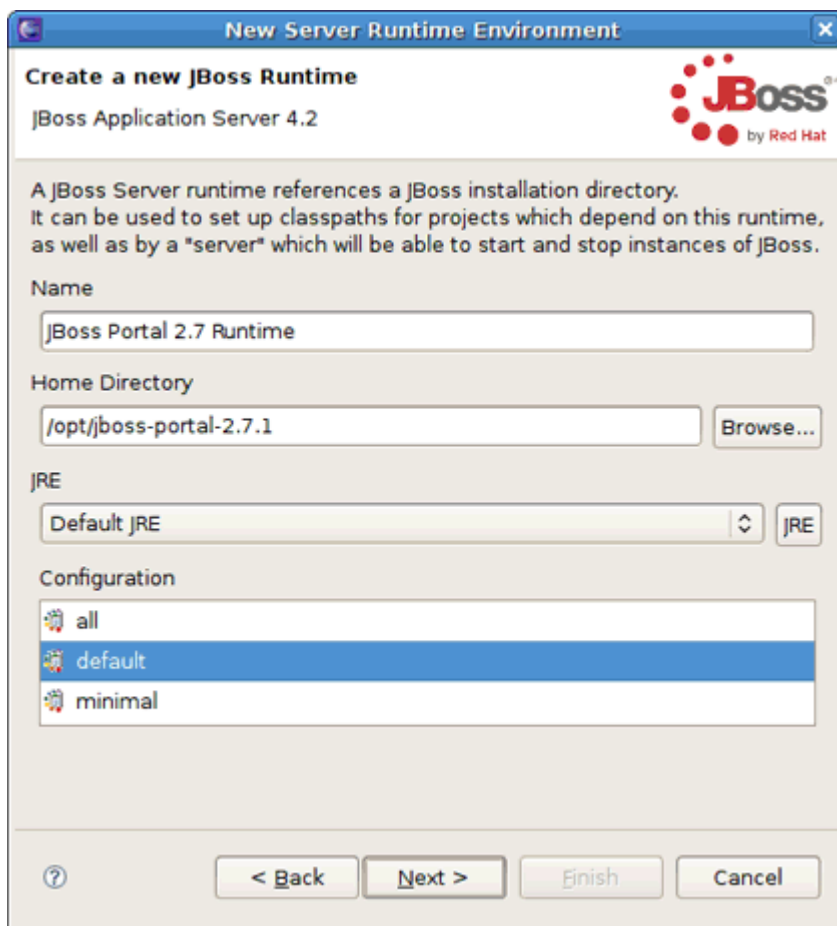 New Server Runtime Environment
Create a new JBoss Runtime
JBoss Application Server 4.2
JBoss
by Red Hat
A JBoss Server runtime references a JBoss installation directory.
It can be used to set up classpaths for projects which depend on this runtime,
as well as by a "server" which will be able to start and stop instances of JBoss.
Name
JBoss Portal 2.7 Runtime
Home Directory
/opt/jboss-portal-2.7.1
Browse...
JRE
Default JRE
JRE
Configuration
all
default
minimal
?
< Back
Next >
Finish
Cancel